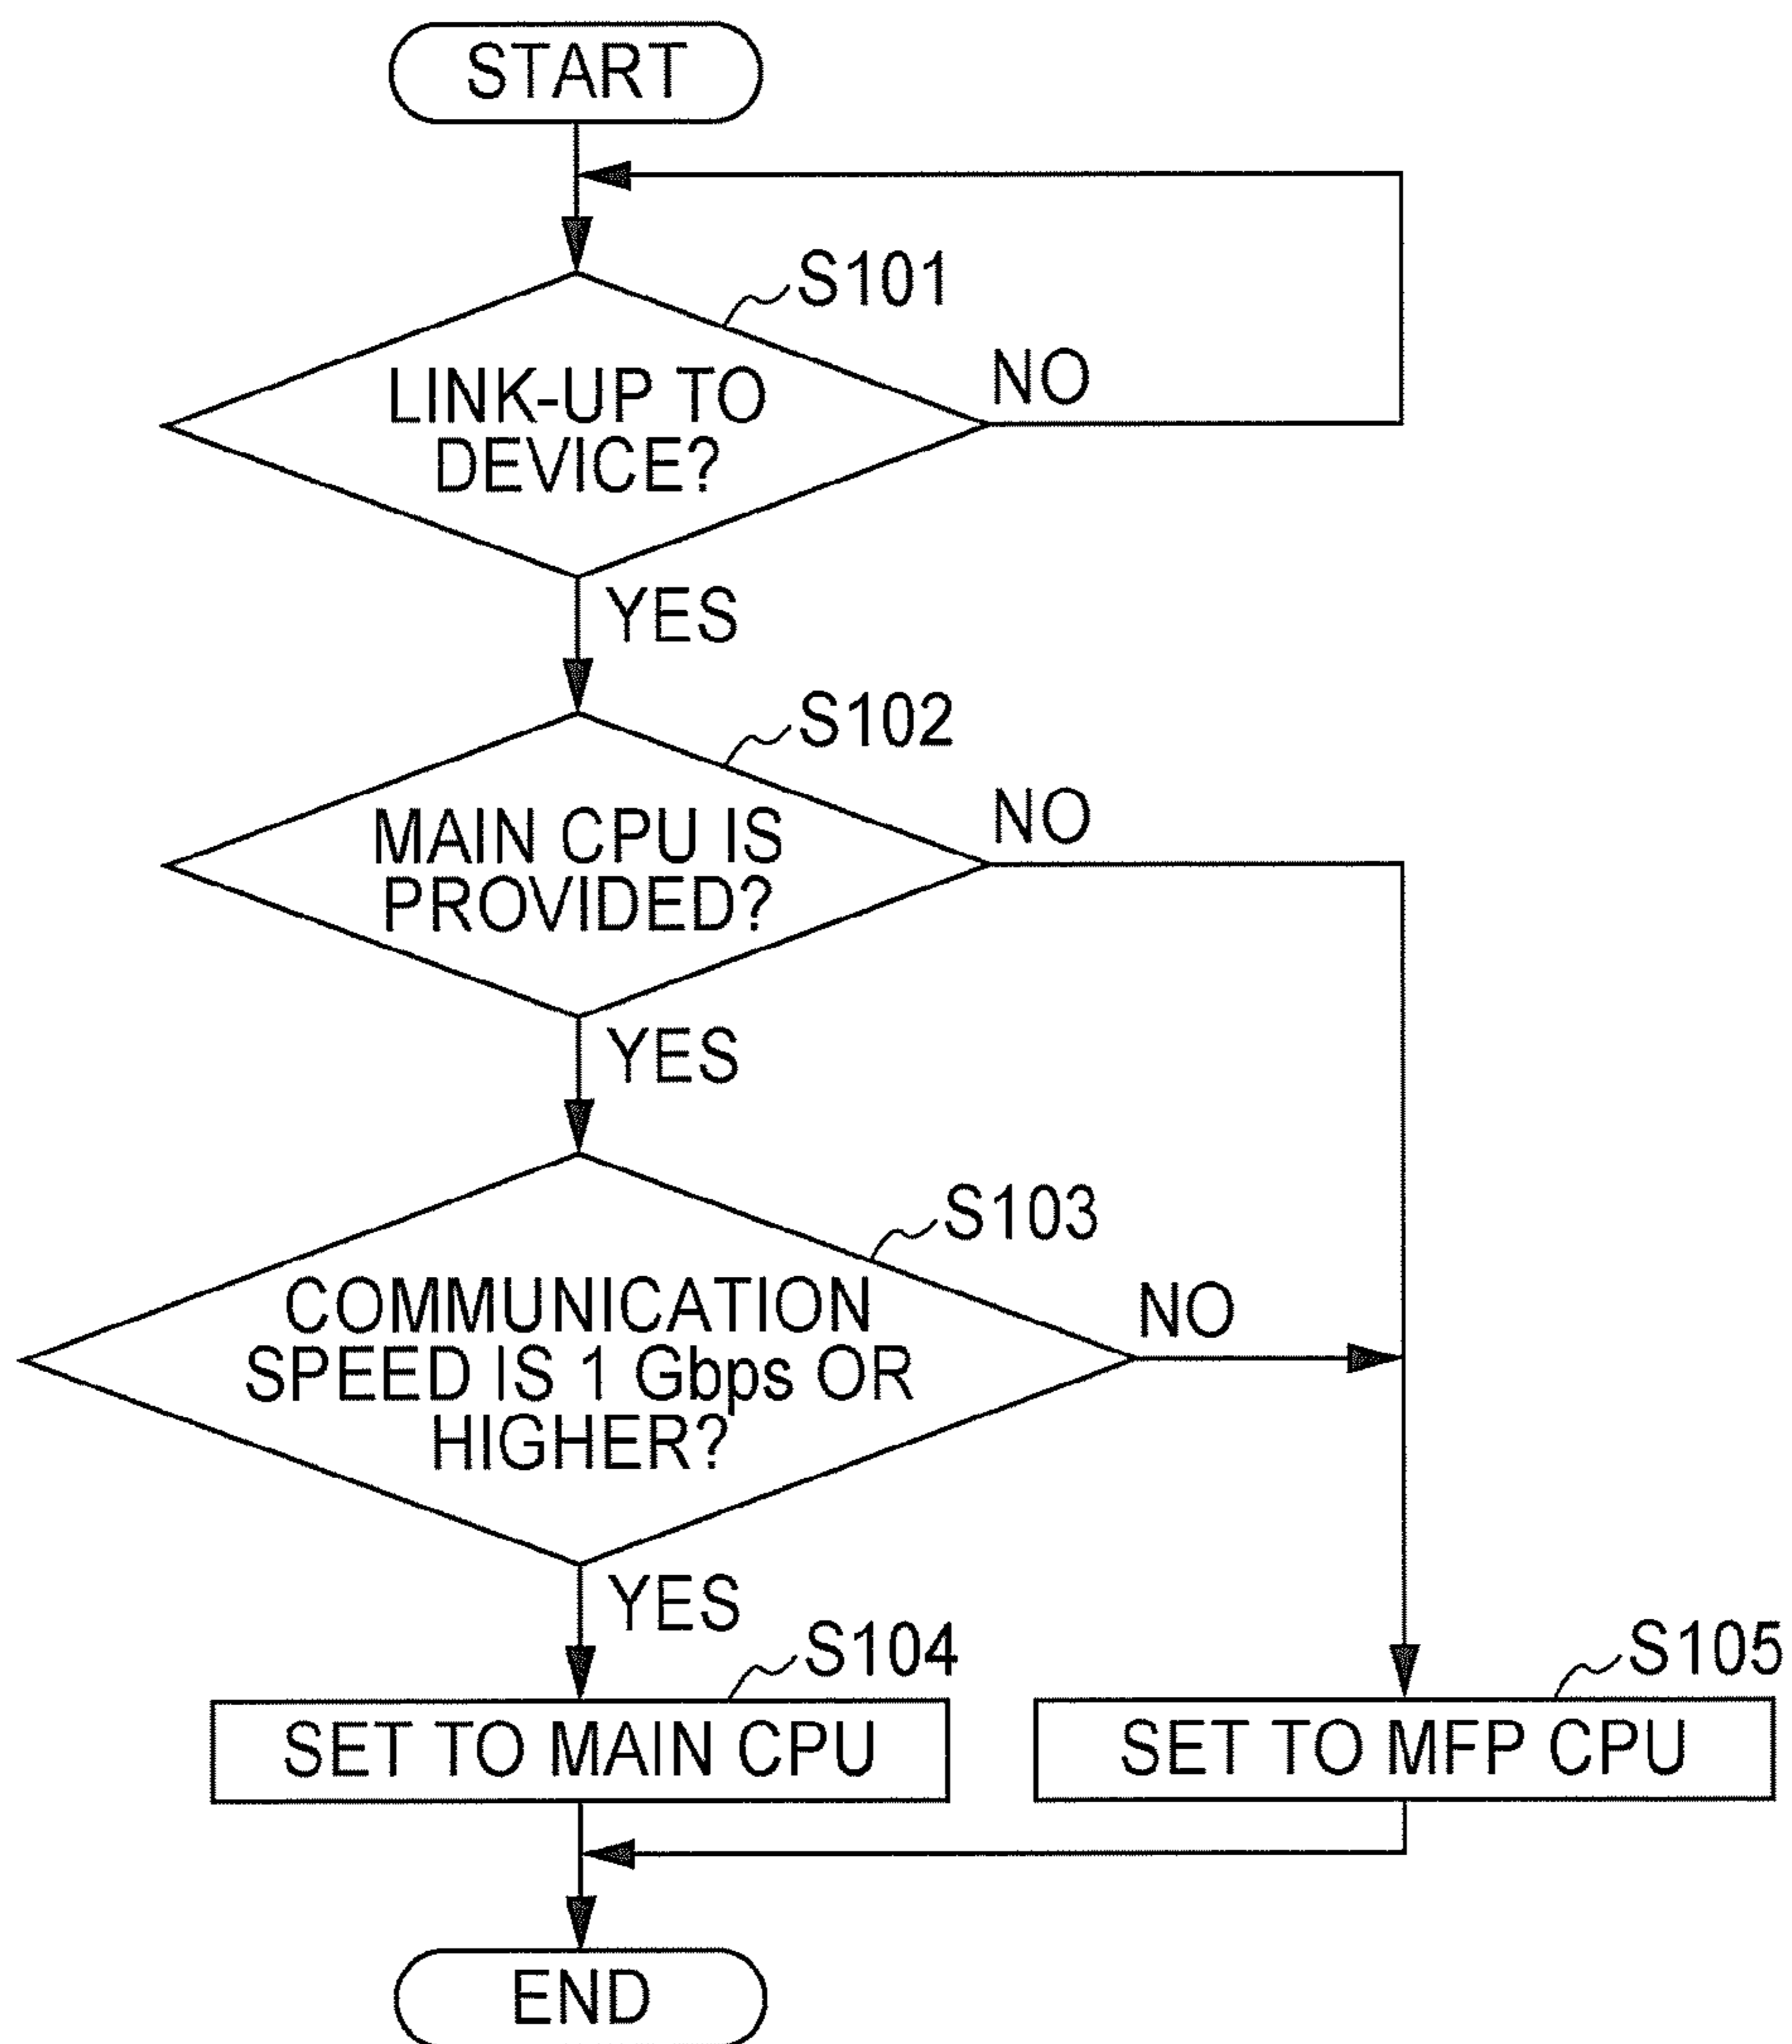 START
S101
LINK-UP TO
DEVICE?
NO
YES
S102
MAIN CPU IS
PROVIDED?
NO
YES
S103
COMMUNICATION
SPEED IS 1 Gbps OR
HIGHER?
NO
YES
S104
SET TO MAIN CPU
S105
SET TO MFP CPU
END